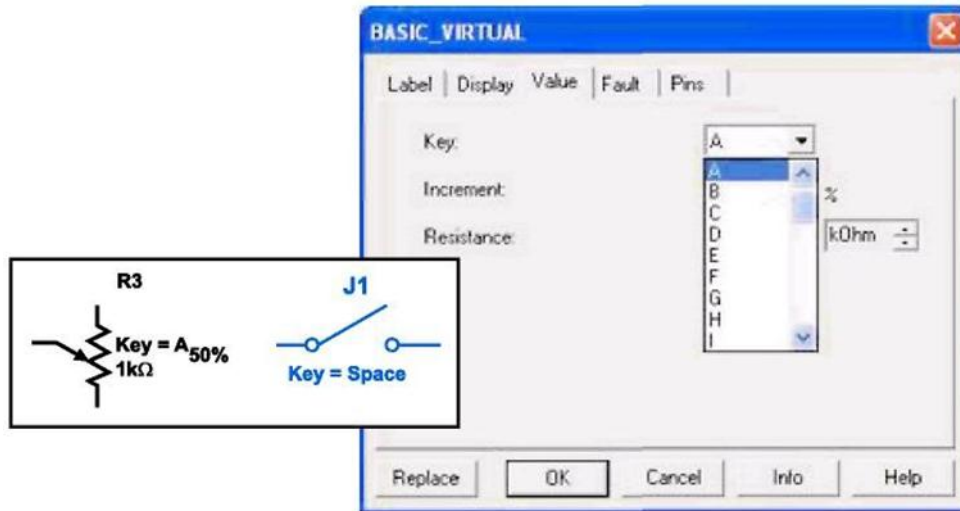 BASIC_VIRTUAL
Label Display Value Fault Pins
Key: A
A
B
C
D
E
F
G
H
I
Increment: %
Resistance: kOhm
R3
Key = A 50%
1kΩ
J1
Key = Space
Replace OK Cancel Info Help